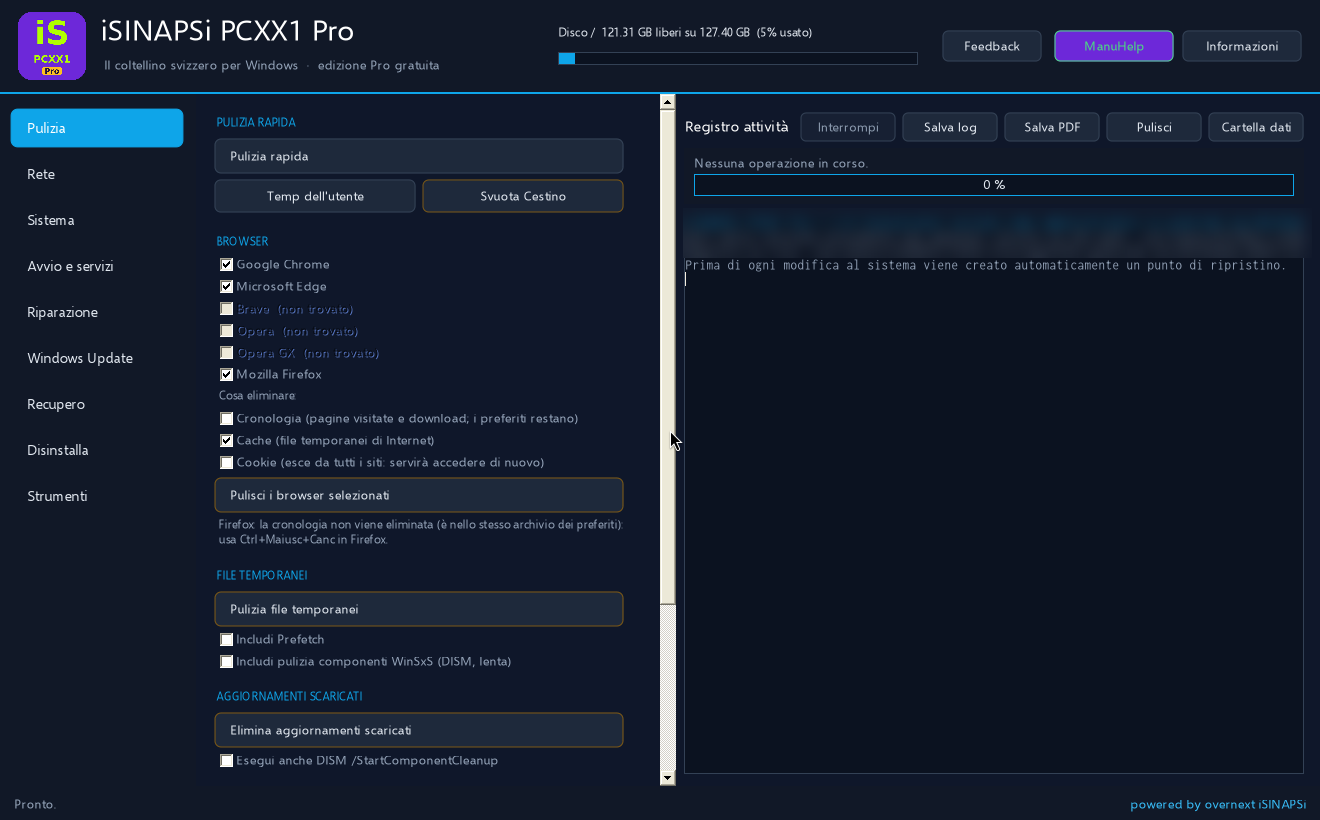 iS
PCXX1
Pro
iSINAPSi PCXX1 Pro
Il coltellino svizzero per Windows · edizione Pro gratuita
Disco / 121.31 GB liberi su 127.40 GB (5% usato)
Feedback
ManuHelp
Informazioni
Pulizia
Rete
Sistema
Avvio e servizi
Riparazione
Windows Update
Recupero
Disinstalla
Strumenti
PULIZIA RAPIDA
Pulizia rapida
Temp dell'utente
Svuota Cestino
BROWSER
Google Chrome
Microsoft Edge
Brave (non trovato)
Opera (non trovato)
Opera GX (non trovato)
Mozilla Firefox
Cosa eliminare:
Cronologia (pagine visitate e download; i preferiti restano)
Cache (file temporanei di Internet)
Cookie (esce da tutti i siti: servirà accedere di nuovo)
Pulisci i browser selezionati
Firefox: la cronologia non viene eliminata (è nello stesso archivio dei preferiti):
usa Ctrl+Maiusc+Canc in Firefox.
FILE TEMPORANEI
Pulizia file temporanei
Includi Prefetch
Includi pulizia componenti WinSxS (DISM, lenta)
AGGIORNAMENTI SCARICATI
Elimina aggiornamenti scaricati
Esegui anche DISM /StartComponentCleanup
Registro attività
Interrompi
Salva log
Salva PDF
Pulisci
Cartella dati
Nessuna operazione in corso.
0 %
Prima di ogni modifica al sistema viene creato automaticamente un punto di ripristino.
Pronto.
powered by overnext iSINAPSi